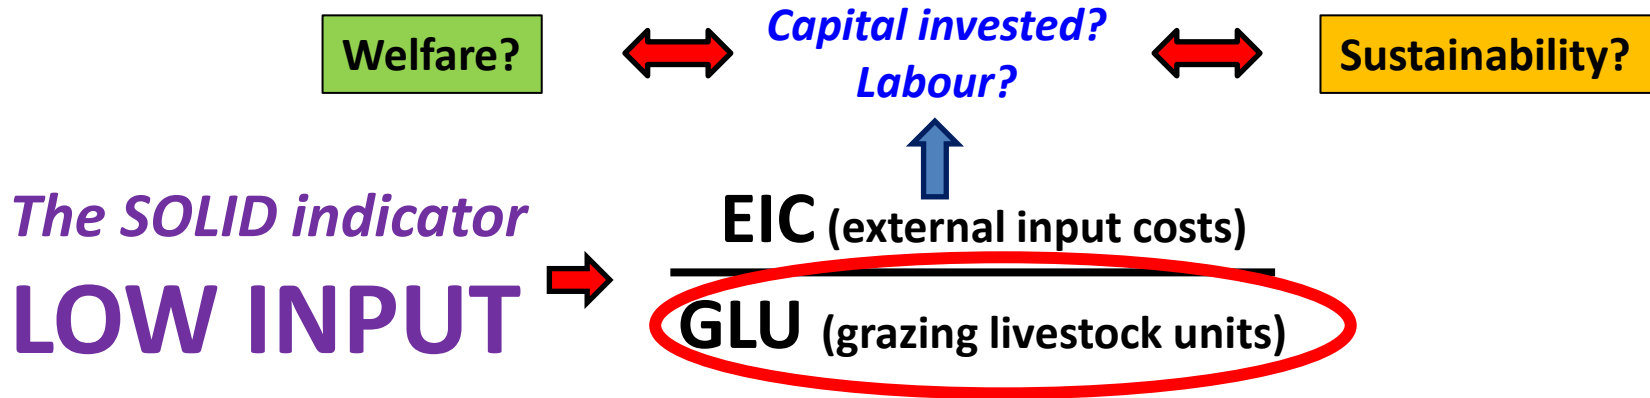 Welfare?
Capital invested?
Labour?
Sustainability?
The SOLID indicator
LOW INPUT
EIC (external input costs)
GLU (grazing livestock units)